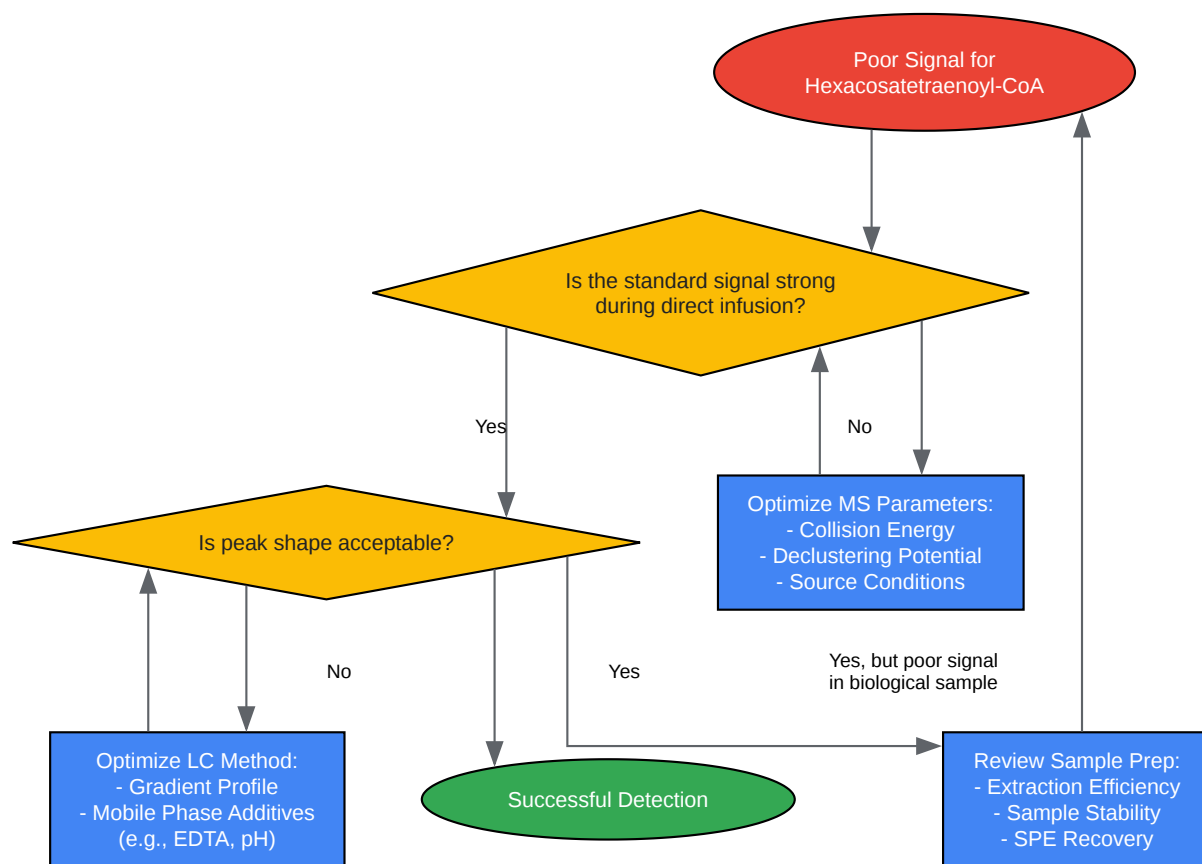 Poor Signal for
Hexacosatetraenoyl-CoA
Is the standard signal strong
during direct infusion?
Yes
No
Optimize MS Parameters:
- Collision Energy
- Declustering Potential
- Source Conditions
Is peak shape acceptable?
No
Yes
Yes, but poor signal
in biological sample
Optimize LC Method:
- Gradient Profile
- Mobile Phase Additives
(e.g., EDTA, pH)
Successful Detection
Review Sample Prep:
- Extraction Efficiency
- Sample Stability
- SPE Recovery